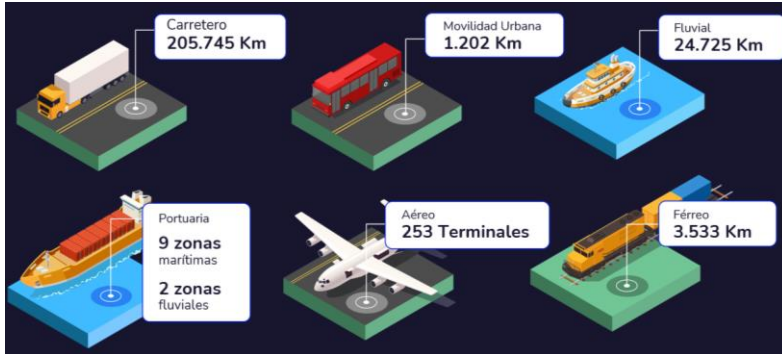 Carretero
205.745 Km
Movilidad Urbana
1.202 Km
Fluvial
24.725 Km
Portuaria
9 zonas
marítimas
2 zonas
fluviales
Aéreo
253 Terminales
Férreo
3.533 Km